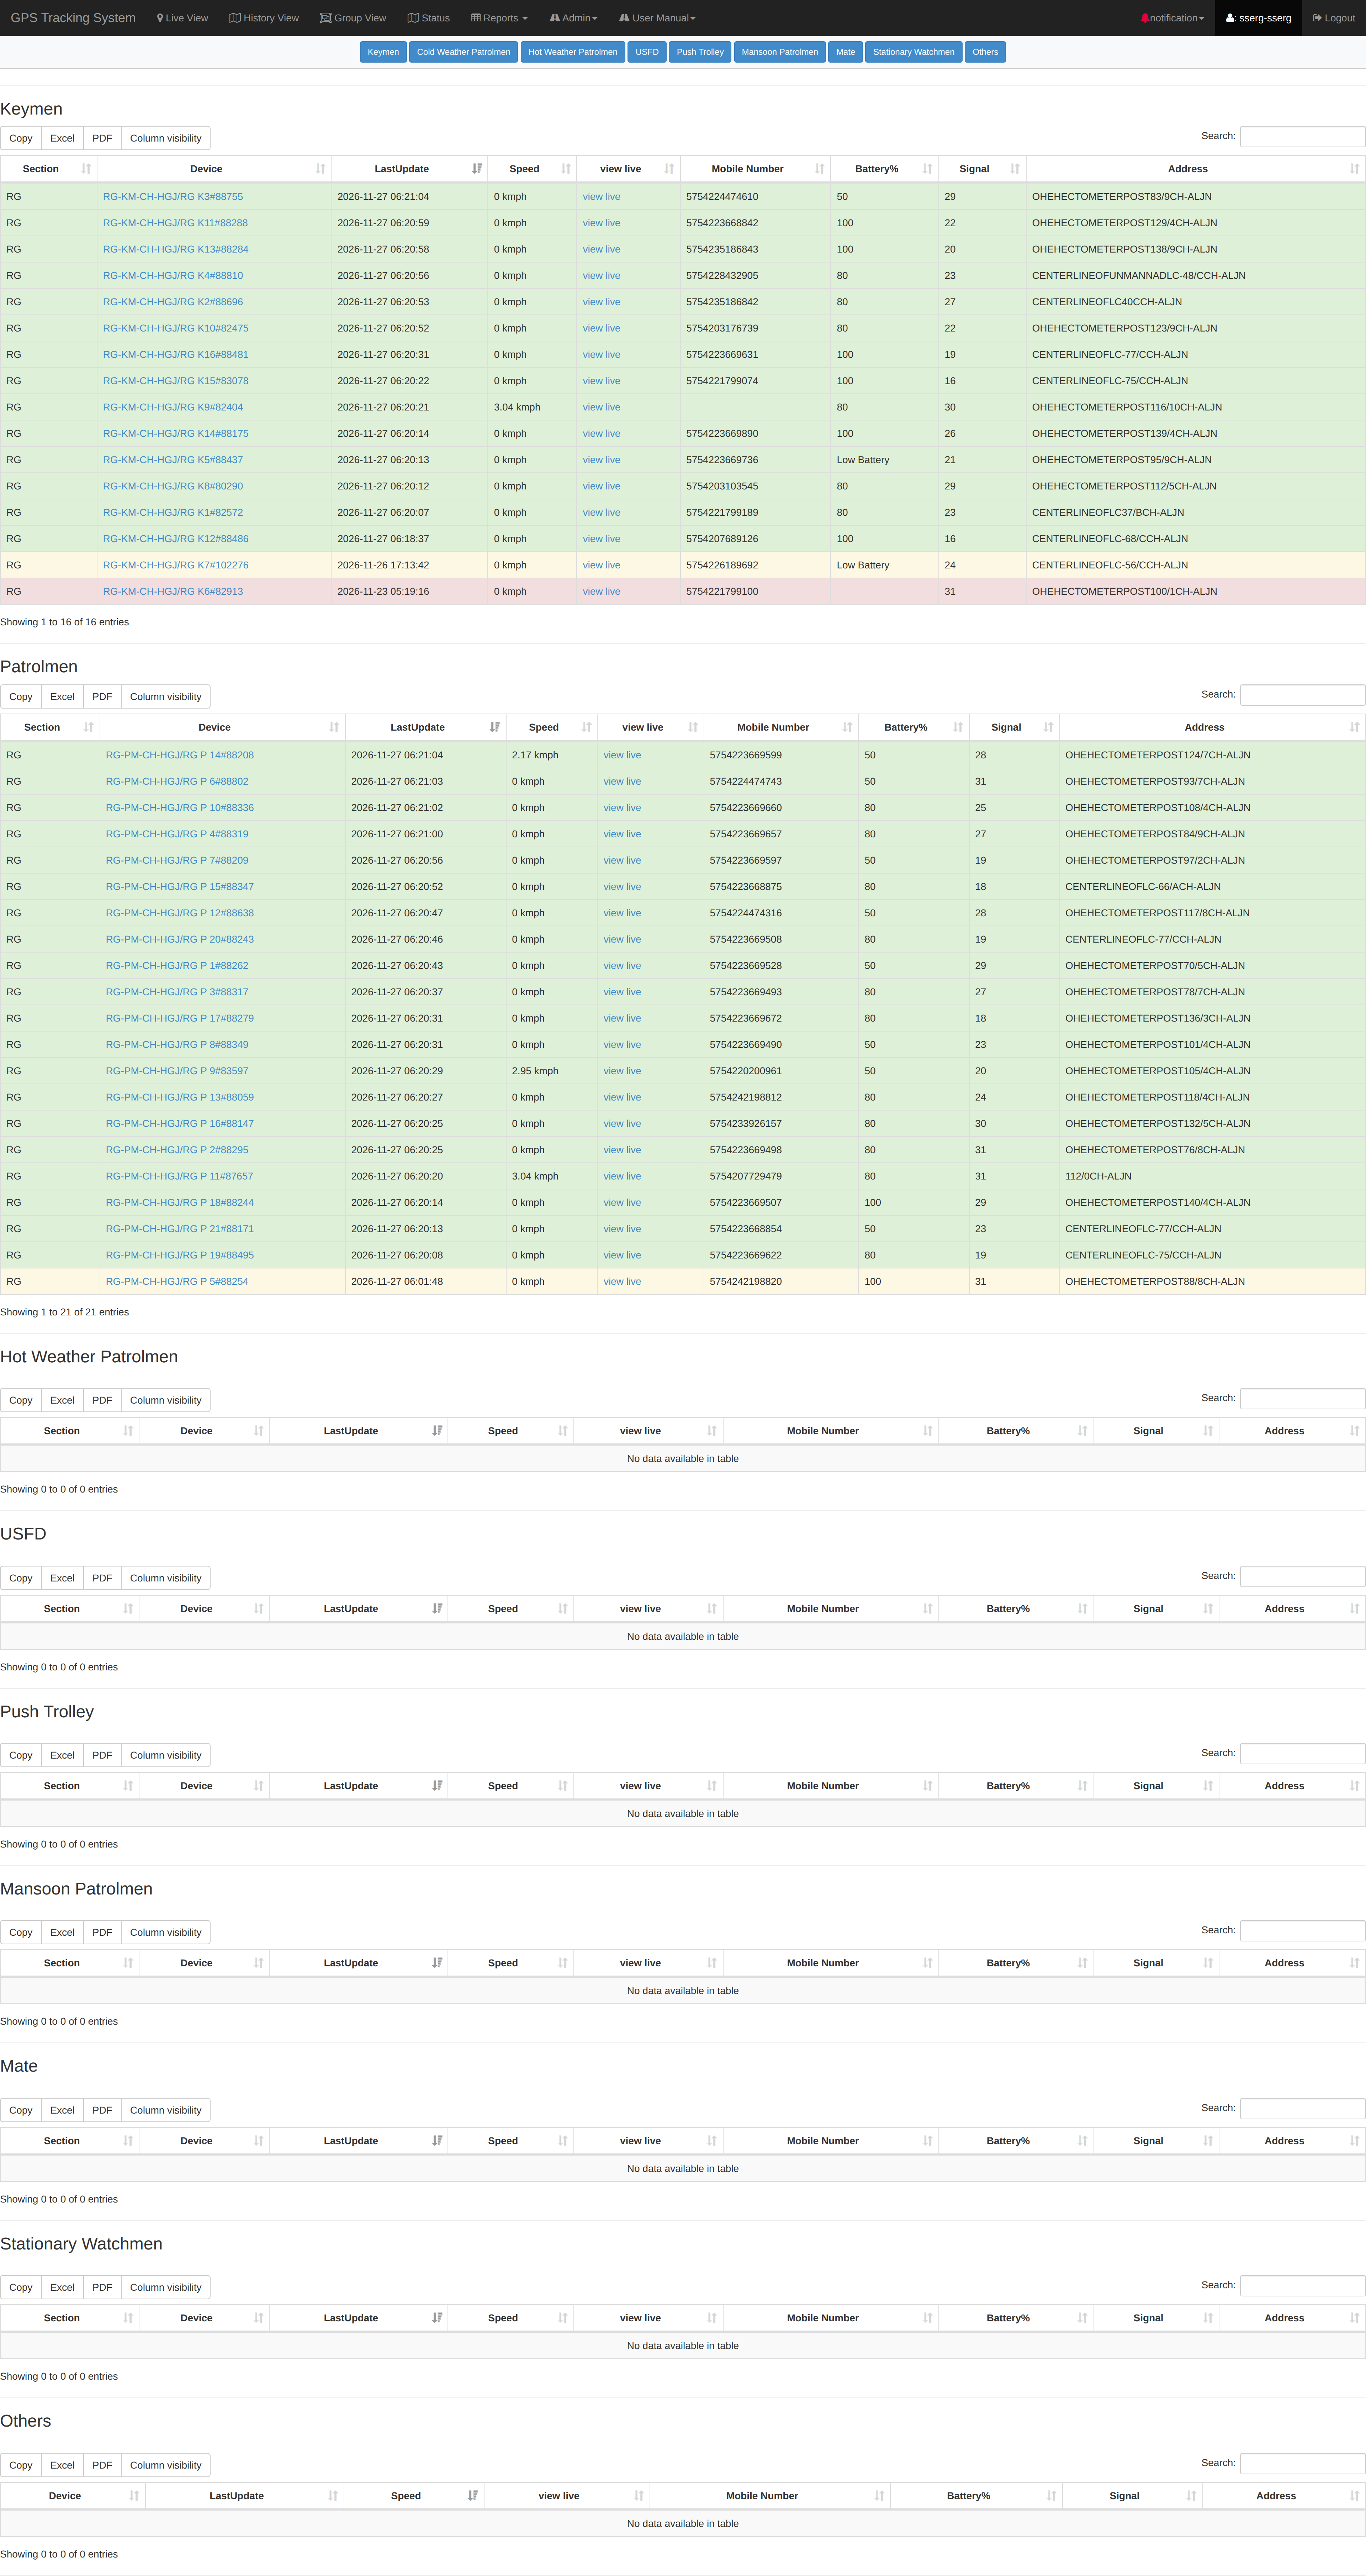 GPS Tracking System Live View History View Group View Status Reports Admin User Manual notification : sserg-sserg Logout
Keymen Cold Weather Patrolmen Hot Weather Patrolmen USFD Push Trolley Mansoon Patrolmen Mate Stationary Watchmen Others
Keymen
Copy Excel PDF Column visibility Search:
Section Device LastUpdate Speed view live Mobile Number Battery% Signal Address
RG RG-KM-CH-HGJ/RG K3#88755 2026-11-27 06:21:04 0 kmph view live 5754224474610 50 29 OHEHECTOMETERPOST83/9CH-ALJN
RG RG-KM-CH-HGJ/RG K11#88288 2026-11-27 06:20:59 0 kmph view live 5754223668842 100 22 OHEHECTOMETERPOST129/4CH-ALJN
RG RG-KM-CH-HGJ/RG K13#88284 2026-11-27 06:20:58 0 kmph view live 5754235186843 100 20 OHEHECTOMETERPOST138/9CH-ALJN
RG RG-KM-CH-HGJ/RG K4#88810 2026-11-27 06:20:56 0 kmph view live 5754228432905 80 23 CENTERLINEOFUNMANNADLC-48/CCH-ALJN
RG RG-KM-CH-HGJ/RG K2#88696 2026-11-27 06:20:53 0 kmph view live 5754235186842 80 27 CENTERLINEOFLC40CCH-ALJN
RG RG-KM-CH-HGJ/RG K10#82475 2026-11-27 06:20:52 0 kmph view live 5754203176739 80 22 OHEHECTOMETERPOST123/9CH-ALJN
RG RG-KM-CH-HGJ/RG K16#88481 2026-11-27 06:20:31 0 kmph view live 5754223669631 100 19 CENTERLINEOFLC-77/CCH-ALJN
RG RG-KM-CH-HGJ/RG K15#83078 2026-11-27 06:20:22 0 kmph view live 5754221799074 100 16 CENTERLINEOFLC-75/CCH-ALJN
RG RG-KM-CH-HGJ/RG K9#82404 2026-11-27 06:20:21 3.04 kmph view live 80 30 OHEHECTOMETERPOST116/10CH-ALJN
RG RG-KM-CH-HGJ/RG K14#88175 2026-11-27 06:20:14 0 kmph view live 5754223669890 100 26 OHEHECTOMETERPOST139/4CH-ALJN
RG RG-KM-CH-HGJ/RG K5#88437 2026-11-27 06:20:13 0 kmph view live 5754223669736 Low Battery 21 OHEHECTOMETERPOST95/9CH-ALJN
RG RG-KM-CH-HGJ/RG K8#80290 2026-11-27 06:20:12 0 kmph view live 5754203103545 80 29 OHEHECTOMETERPOST112/5CH-ALJN
RG RG-KM-CH-HGJ/RG K1#82572 2026-11-27 06:20:07 0 kmph view live 5754221799189 80 23 CENTERLINEOFLC37/BCH-ALJN
RG RG-KM-CH-HGJ/RG K12#88486 2026-11-27 06:18:37 0 kmph view live 5754207689126 100 16 CENTERLINEOFLC-68/CCH-ALJN
RG RG-KM-CH-HGJ/RG K7#102276 2026-11-26 17:13:42 0 kmph view live 5754226189692 Low Battery 24 CENTERLINEOFLC-56/CCH-ALJN
RG RG-KM-CH-HGJ/RG K6#82913 2026-11-23 05:19:16 0 kmph view live 5754221799100 31 OHEHECTOMETERPOST100/1CH-ALJN
Showing 1 to 16 of 16 entries
Patrolmen
Copy Excel PDF Column visibility Search:
Section Device LastUpdate Speed view live Mobile Number Battery% Signal Address
RG RG-PM-CH-HGJ/RG P 14#88208 2026-11-27 06:21:04 2.17 kmph view live 5754223669599 50 28 OHEHECTOMETERPOST124/7CH-ALJN
RG RG-PM-CH-HGJ/RG P 6#88802 2026-11-27 06:21:03 0 kmph view live 5754224474743 50 31 OHEHECTOMETERPOST93/7CH-ALJN
RG RG-PM-CH-HGJ/RG P 10#88336 2026-11-27 06:21:02 0 kmph view live 5754223669660 80 25 OHEHECTOMETERPOST108/4CH-ALJN
RG RG-PM-CH-HGJ/RG P 4#88319 2026-11-27 06:21:00 0 kmph view live 5754223669657 80 27 OHEHECTOMETERPOST84/9CH-ALJN
RG RG-PM-CH-HGJ/RG P 7#88209 2026-11-27 06:20:56 0 kmph view live 5754223669597 50 19 OHEHECTOMETERPOST97/2CH-ALJN
RG RG-PM-CH-HGJ/RG P 15#88347 2026-11-27 06:20:52 0 kmph view live 5754223668875 80 18 CENTERLINEOFLC-66/ACH-ALJN
RG RG-PM-CH-HGJ/RG P 12#88638 2026-11-27 06:20:47 0 kmph view live 5754224474316 50 28 OHEHECTOMETERPOST117/8CH-ALJN
RG RG-PM-CH-HGJ/RG P 20#88243 2026-11-27 06:20:46 0 kmph view live 5754223669508 80 19 CENTERLINEOFLC-77/CCH-ALJN
RG RG-PM-CH-HGJ/RG P 1#88262 2026-11-27 06:20:43 0 kmph view live 5754223669528 50 29 OHEHECTOMETERPOST70/5CH-ALJN
RG RG-PM-CH-HGJ/RG P 3#88317 2026-11-27 06:20:37 0 kmph view live 5754223669493 80 27 OHEHECTOMETERPOST78/7CH-ALJN
RG RG-PM-CH-HGJ/RG P 17#88279 2026-11-27 06:20:31 0 kmph view live 5754223669672 80 18 OHEHECTOMETERPOST136/3CH-ALJN
RG RG-PM-CH-HGJ/RG P 8#88349 2026-11-27 06:20:31 0 kmph view live 5754223669490 50 23 OHEHECTOMETERPOST101/4CH-ALJN
RG RG-PM-CH-HGJ/RG P 9#83597 2026-11-27 06:20:29 2.95 kmph view live 5754220200961 50 20 OHEHECTOMETERPOST105/4CH-ALJN
RG RG-PM-CH-HGJ/RG P 13#88059 2026-11-27 06:20:27 0 kmph view live 5754242198812 80 24 OHEHECTOMETERPOST118/4CH-ALJN
RG RG-PM-CH-HGJ/RG P 16#88147 2026-11-27 06:20:25 0 kmph view live 5754233926157 80 30 OHEHECTOMETERPOST132/5CH-ALJN
RG RG-PM-CH-HGJ/RG P 2#88295 2026-11-27 06:20:25 0 kmph view live 5754223669498 80 31 OHEHECTOMETERPOST76/8CH-ALJN
RG RG-PM-CH-HGJ/RG P 11#87657 2026-11-27 06:20:20 3.04 kmph view live 5754207729479 80 31 112/0CH-ALJN
RG RG-PM-CH-HGJ/RG P 18#88244 2026-11-27 06:20:14 0 kmph view live 5754223669507 100 29 OHEHECTOMETERPOST140/4CH-ALJN
RG RG-PM-CH-HGJ/RG P 21#88171 2026-11-27 06:20:13 0 kmph view live 5754223668854 50 23 CENTERLINEOFLC-77/CCH-ALJN
RG RG-PM-CH-HGJ/RG P 19#88495 2026-11-27 06:20:08 0 kmph view live 5754223669622 80 19 CENTERLINEOFLC-75/CCH-ALJN
RG RG-PM-CH-HGJ/RG P 5#88254 2026-11-27 06:01:48 0 kmph view live 5754242198820 100 31 OHEHECTOMETERPOST88/8CH-ALJN
Showing 1 to 21 of 21 entries
Hot Weather Patrolmen
Copy Excel PDF Column visibility Search:
Section Device LastUpdate Speed view live Mobile Number Battery% Signal Address
No data available in table
Showing 0 to 0 of 0 entries
USFD
Copy Excel PDF Column visibility Search:
Section Device LastUpdate Speed view live Mobile Number Battery% Signal Address
No data available in table
Showing 0 to 0 of 0 entries
Push Trolley
Copy Excel PDF Column visibility Search:
Section Device LastUpdate Speed view live Mobile Number Battery% Signal Address
No data available in table
Showing 0 to 0 of 0 entries
Mansoon Patrolmen
Copy Excel PDF Column visibility Search:
Section Device LastUpdate Speed view live Mobile Number Battery% Signal Address
No data available in table
Showing 0 to 0 of 0 entries
Mate
Copy Excel PDF Column visibility Search:
Section Device LastUpdate Speed view live Mobile Number Battery% Signal Address
No data available in table
Showing 0 to 0 of 0 entries
Stationary Watchmen
Copy Excel PDF Column visibility Search:
Section Device LastUpdate Speed view live Mobile Number Battery% Signal Address
No data available in table
Showing 0 to 0 of 0 entries
Others
Copy Excel PDF Column visibility Search:
Device LastUpdate Speed view live Mobile Number Battery% Signal Address
No data available in table
Showing 0 to 0 of 0 entries